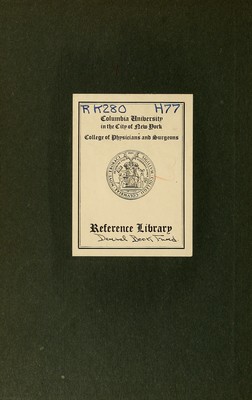 RK280 H77
Columbia University
in the City of New York
College of Physicians and Surgeons
Reference Library
Dental Book Fund